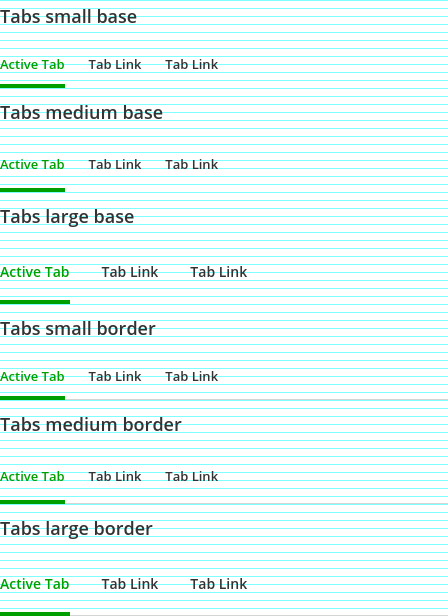 Tabs small base
Active Tab Tab Link Tab Link
Tabs medium base
Active Tab Tab Link Tab Link
Tabs large base
Active Tab Tab Link Tab Link
Tabs small border
Active Tab Tab Link Tab Link
Tabs medium border
Active Tab Tab Link Tab Link
Tabs large border
Active Tab Tab Link Tab Link